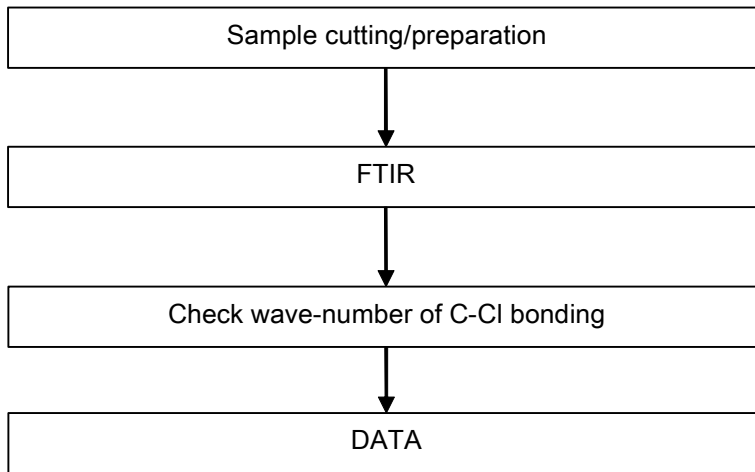 Sample cutting/preparation
FTIR
Check wave-number of C-Cl bonding
DATA